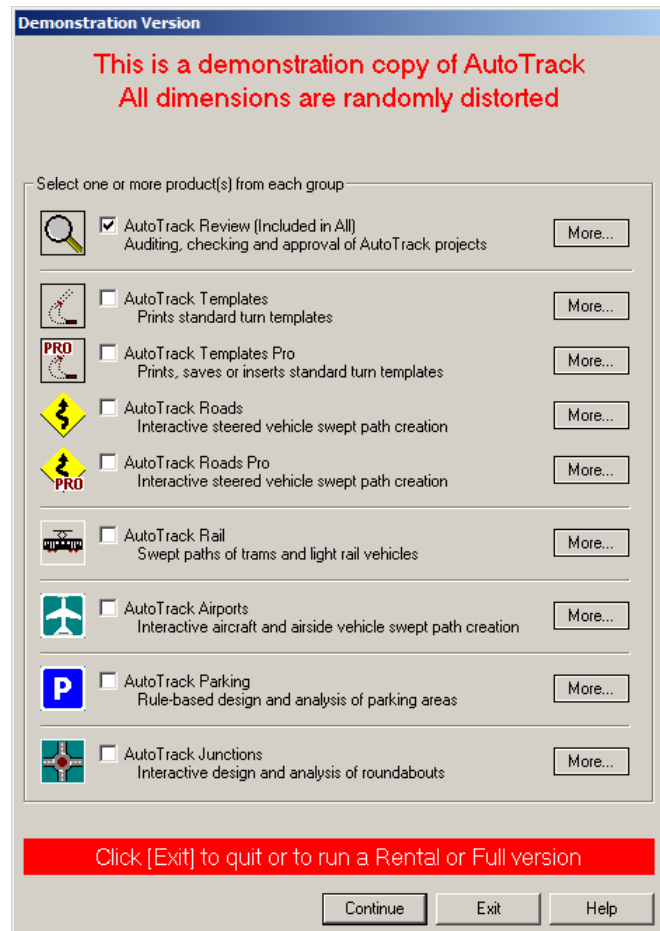 Demonstration Version
This is a demonstration copy of AutoTrack
All dimensions are randomly distorted
Select one or more product(s) from each group
AutoTrack Review (Included in All)
Auditing, checking and approval of AutoTrack projects
More...
AutoTrack Templates
Prints standard turn templates
More...
PRO
AutoTrack Templates Pro
Prints, saves or inserts standard turn templates
More...
AutoTrack Roads
Interactive steered vehicle swept path creation
More...
PRO
AutoTrack Roads Pro
Interactive steered vehicle swept path creation
More...
AutoTrack Rail
Swept paths of trams and light rail vehicles
More...
AutoTrack Airports
Interactive aircraft and airside vehicle swept path creation
More...
P
AutoTrack Parking
Rule-based design and analysis of parking areas
More...
AutoTrack Junctions
Interactive design and analysis of roundabouts
More...
Click [Exit] to quit or to run a Rental or Full version
Continue
Exit
Help